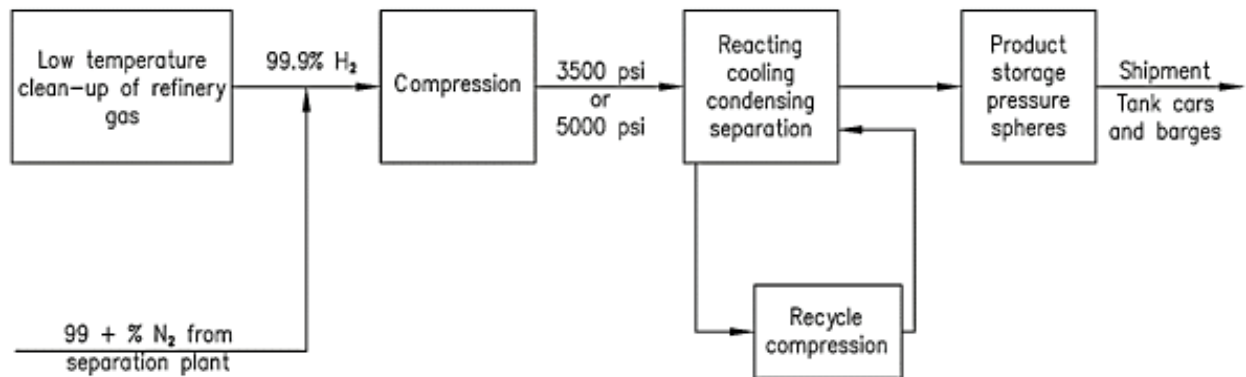 Low temperature
clean-up of refinery
gas
99.9% H₂
Compression
3500 psi
or
5000 psi
Reacting
cooling
condensing
separation
Product
storage
pressure
spheres
Shipment
Tank cars
and barges
99 + % N₂ from
separation plant
Recycle
compression